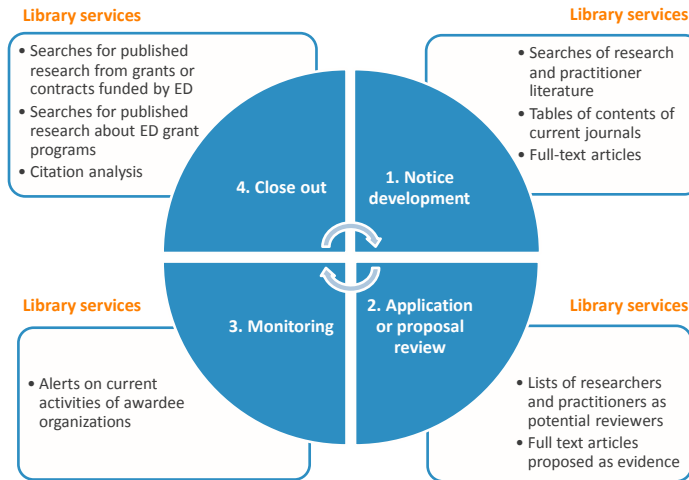 Library services
• Searches for published
research from grants or
contracts funded by ED
• Searches for published
research about ED grant
programs
• Citation analysis
Library services
• Searches of research
and practitioner
literature
• Tables of contents of
current journals
• Full-text articles
4. Close out
1. Notice
development
3. Monitoring
2. Application
or proposal
review
Library services
• Alerts on current
activities of awardee
organizations
Library services
• Lists of researchers
and practitioners as
potential reviewers
• Full text articles
proposed as evidence